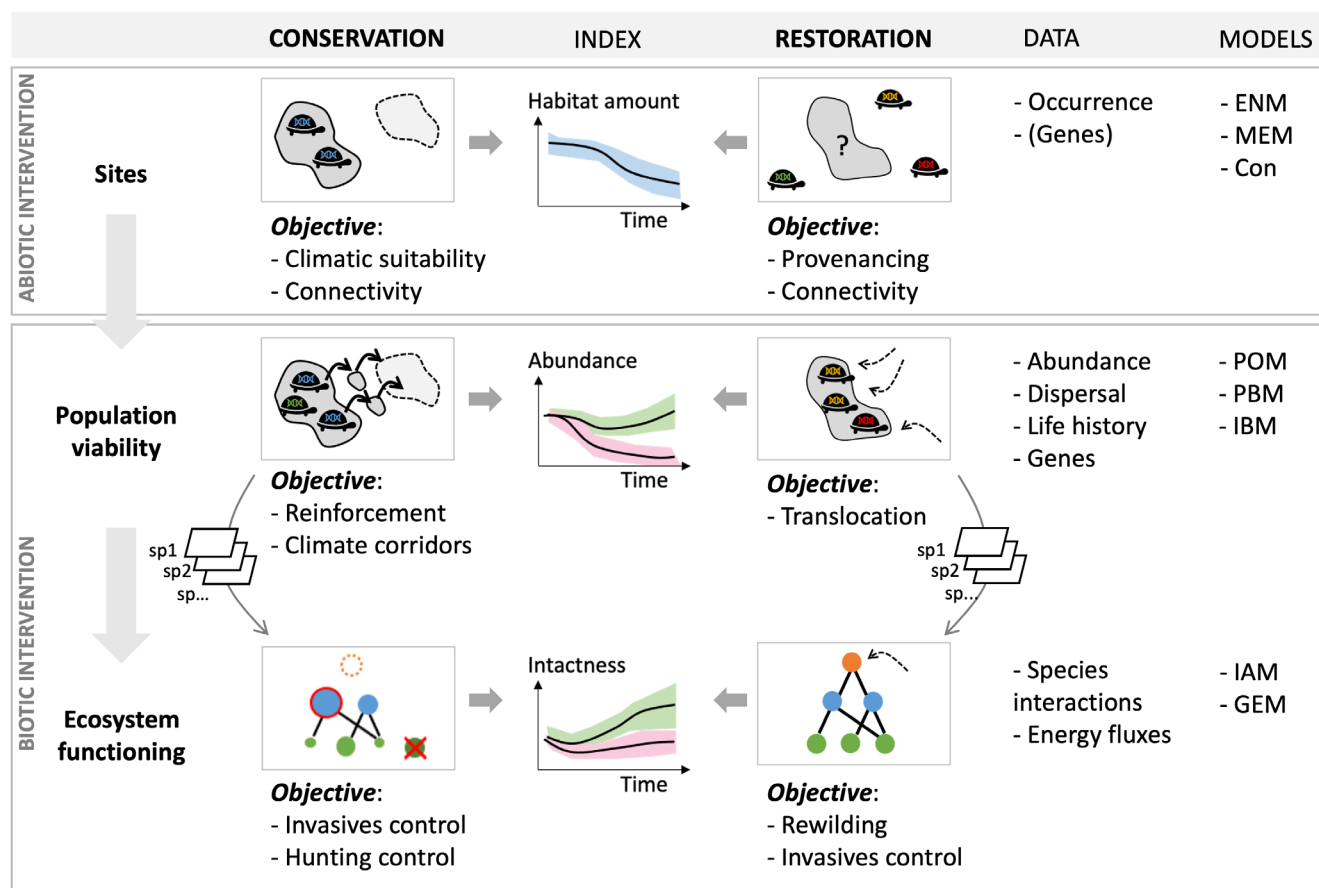 CONSERVATION INDEX RESTORATION DATA MODELS
ABIOTIC INTERVENTION
Sites
Habitat amount
Time
?
Objective:
- Climatic suitability
- Connectivity
Objective:
- Provenancing
- Connectivity
- Occurrence
- (Genes)
- ENM
- MEM
- Con
BIOTIC INTERVENTION
Population
viability
Abundance
Time
Objective:
- Reinforcement
- Climate corridors
Objective:
- Translocation
- Abundance
- Dispersal
- Life history
- Genes
- POM
- PBM
- IBM
sp1
sp2
sp...
sp1
sp2
sp...
Ecosystem
functioning
Intactness
Time
Objective:
- Invasives control
- Hunting control
Objective:
- Rewilding
- Invasives control
- Species
interactions
- Energy fluxes
- IAM
- GEM